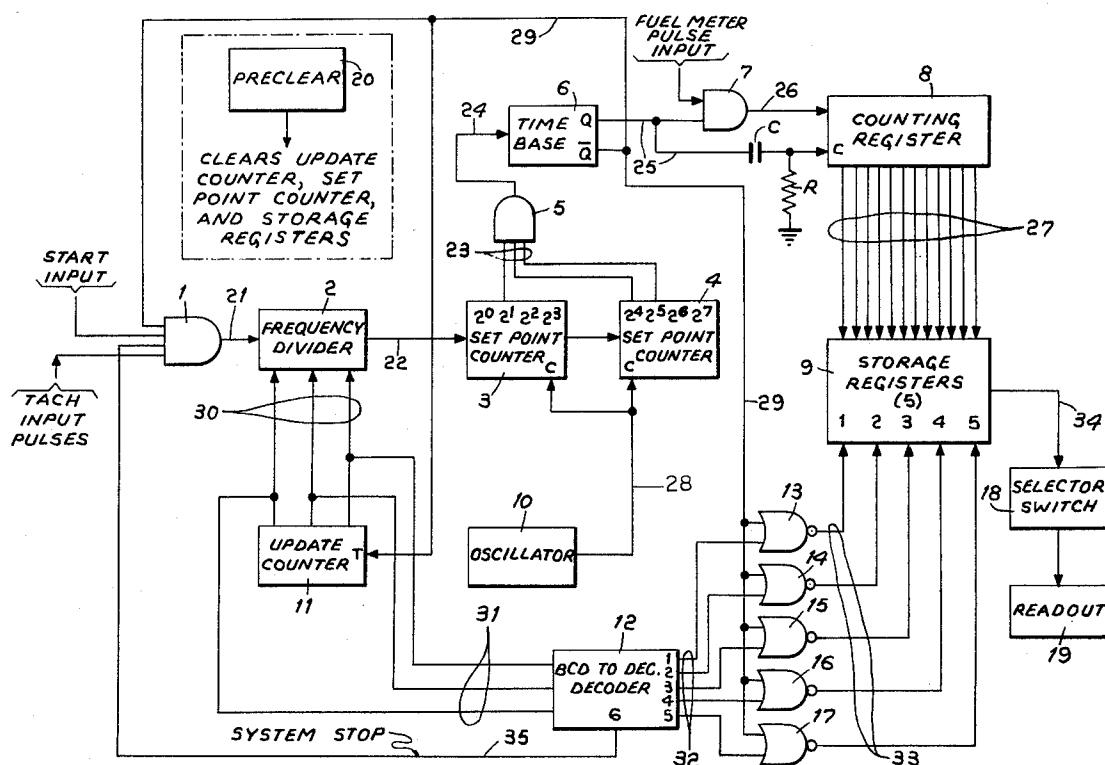 29
FUEL METER
PULSE
INPUT
PRECLEAR
20
CLEARS UPDATE
COUNTER, SET
POINT COUNTER,
AND STORAGE
REGISTERS
24
TIME
BASE
6
Q
Q̅
25
7
26
C
R
8
COUNTING
REGISTER
C
27
5
23
START
INPUT
1
21
TACH
INPUT
PULSES
2
FREQUENCY
DIVIDER
22
2⁰ 2¹ 2² 2³
SET POINT
COUNTER
C
3
4
2⁴ 2⁵ 2⁶ 2⁷
SET POINT
COUNTER
C
29
9
STORAGE
REGISTERS
(5)
1 2 3 4 5
34
30
28
10
OSCILLATOR
UPDATE
COUNTER
T
11
13
14
15
16
17
18
SELECTOR
SWITCH
READOUT
19
31
12
BCD TO DEC.
DECODER
1
2
3
4
5
6
32
33
SYSTEM STOP
35